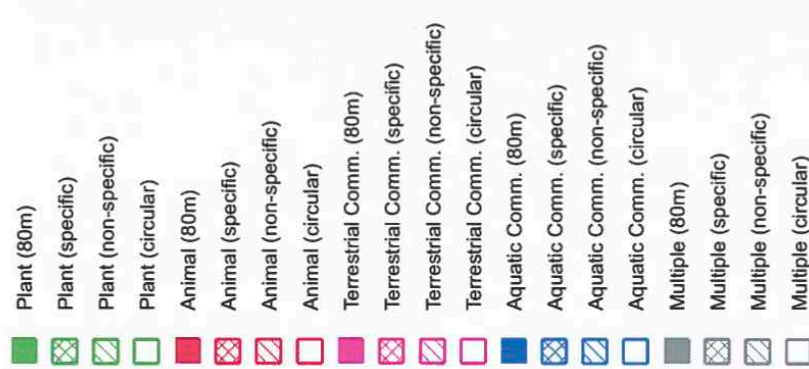 Plant (80m)
Plant (specific)
Plant (non-specific)
Plant (circular)
Animal (80m)
Animal (specific)
Animal (non-specific)
Animal (circular)
Terrestrial Comm. (80m)
Terrestrial Comm. (specific)
Terrestrial Comm. (non-specific)
Terrestrial Comm. (circular)
Aquatic Comm. (80m)
Aquatic Comm. (specific)
Aquatic Comm. (non-specific)
Aquatic Comm. (circular)
Multiple (80m)
Multiple (specific)
Multiple (non-specific)
Multiple (circular)